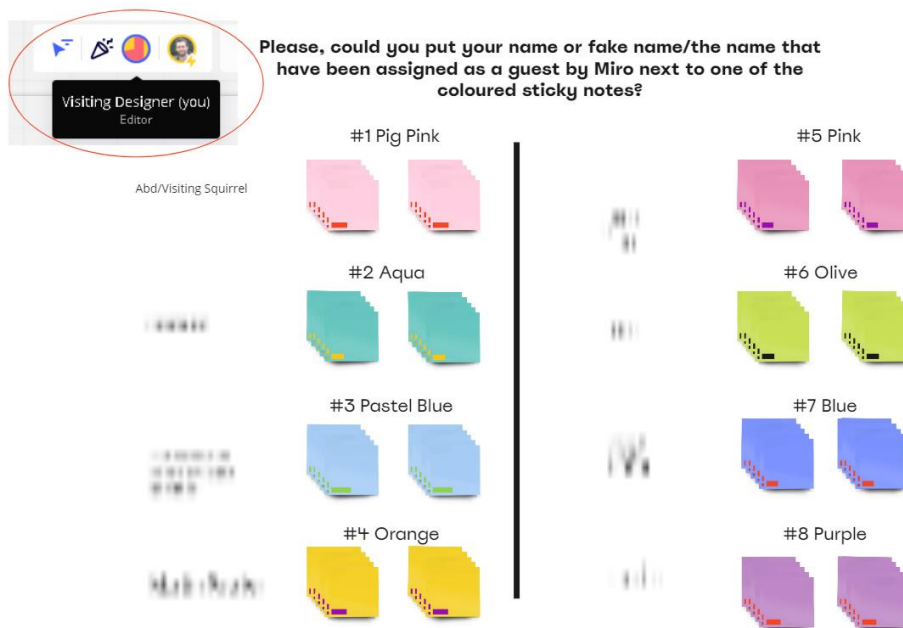 Visiting Designer (you)
Editor
Please, could you put your name or fake name/the name that
have been assigned as a guest by Miro next to one of the
coloured sticky notes?
#1 Pig Pink
Abd/Visiting Squirrel
#2 Aqua
#3 Pastel Blue
#4 Orange
#5 Pink
#6 Olive
#7 Blue
#8 Purple